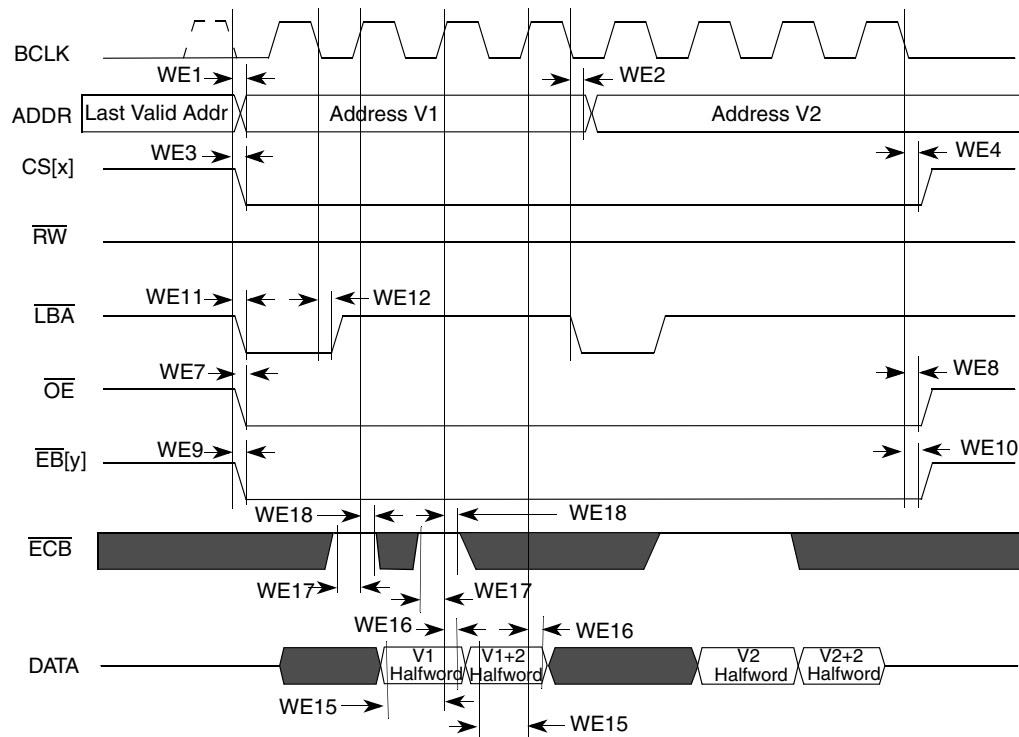 BCLK
WE1
WE2
ADDR
Last Valid Addr
Address V1
Address V2
WE3
WE4
CS[x]
RW
WE11
WE12
LBA
WE7
WE8
OE
WE9
WE10
EB[y]
WE18
WE18
ECB
WE17
WE17
WE16
WE16
DATA
V1
Halfword
V1+2
Halfword
V2
Halfword
V2+2
Halfword
WE15
WE15